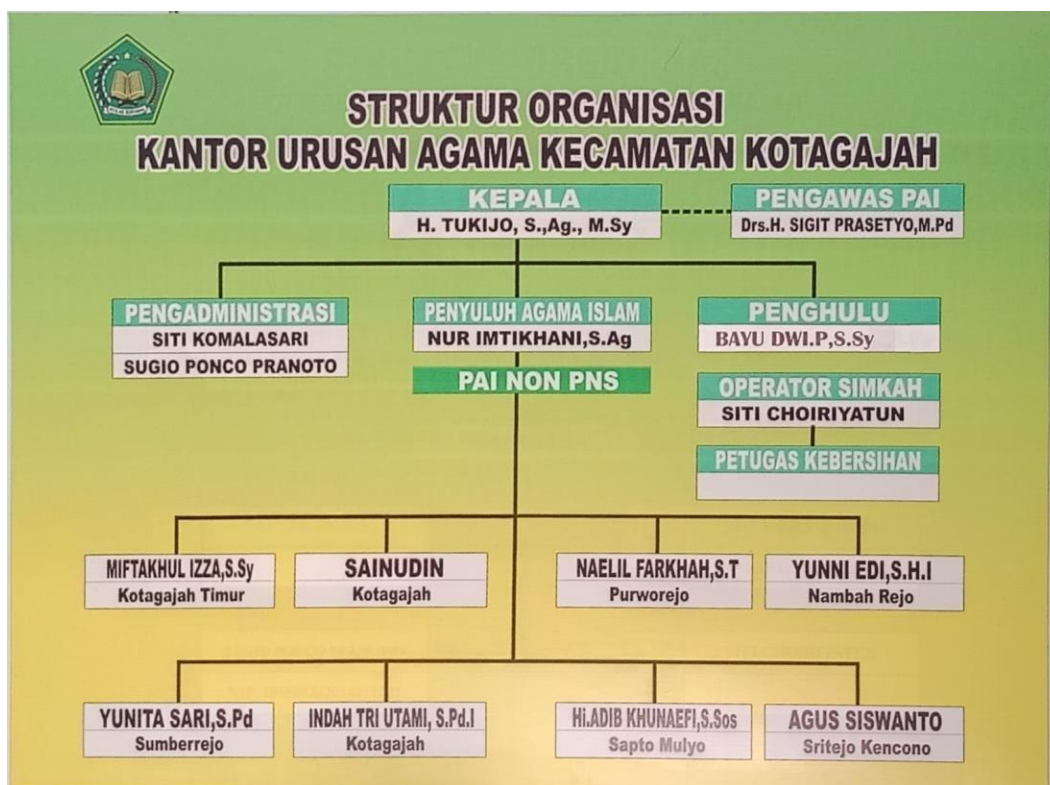 STRUKTUR ORGANISASI
KANTOR URUSAN AGAMA KECAMATAN KOTAGAJAH
KEPALA
H. TUKIJO, S.,Ag., M.Sy
PENGAWAS PAI
Drs.H. SIGIT PRASETYO,M.Pd
PENGADMINISTRASI
SITI KOMALASARI
SUGIO PONCO PRANOTO
PENYULUH AGAMA ISLAM
NUR IMTIKHANI,S.Ag
PAI NON PNS
PENGHULU
BAYU DWI.P,S.Sy
OPERATOR SIMKAH
SITI CHOIRIYATUN
PETUGAS KEBERSIHAN
MIFTAKHUL IZZA,S.Sy
Kotagajah Timur
SAINUDIN
Kotagajah
NAELIL FARKHAH,S.T
Purworejo
YUNNI EDI,S.H.I
Nambah Rejo
YUNITA SARI,S.Pd
Sumberrejo
INDAH TRI UTAMI, S.Pd.I
Kotagajah
Hi.ADIB KHUNAEFI,S.Sos
Sapto Mulyo
AGUS SISWANTO
Sritejo Kencono